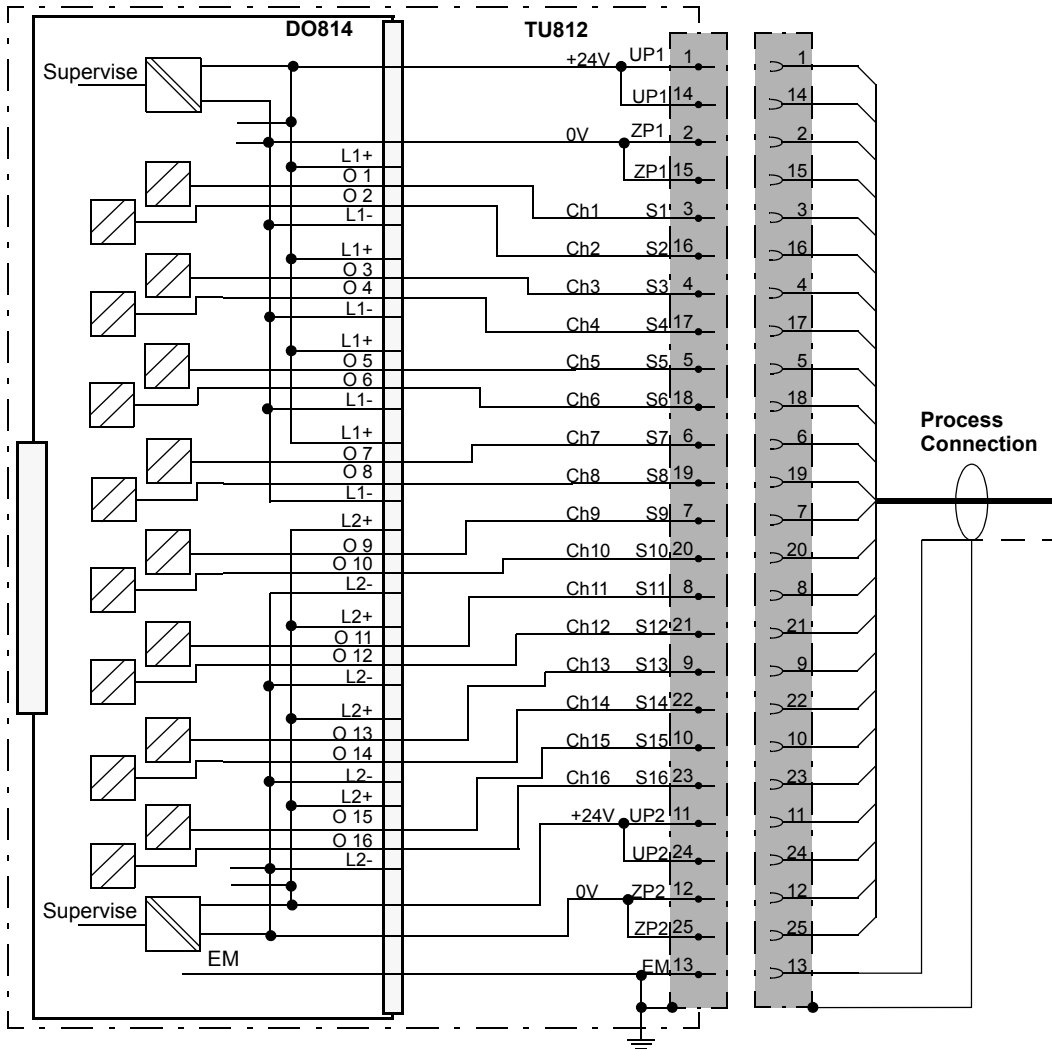 DO814 TU812
Supervise +24V UP1 1 1
UP1 14 14
0V ZP1 2 2
L1+
ZP1 15 15
O 1
O 2
L1-
Ch1 S1 3 3
L1+
Ch2 S2 16 16
O 3
O 4
L1-
Ch3 S3 4 4
Ch4 S4 17 17
L1+
O 5
Ch5 S5 5 5
O 6
L1-
Ch6 S6 18 18
Process
Connection
L1+
Ch7 S7 6 6
O 7
O 8
Ch8 S8 19 19
L1-
Ch9 S9 7 7
L2+
O 9
Ch10 S10 20 20
O 10
L2-
Ch11 S11 8 8
L2+
Ch12 S12 21 21
O 11
O 12
Ch13 S13 9 9
L2-
Ch14 S14 22 22
L2+
O 13
Ch15 S15 10 10
O 14
L2-
Ch16 S16 23 23
L2+
O 15
+24V UP2 11 11
O 16
L2-
UP2 24 24
0V ZP2 12 12
Supervise
ZP2 25 25
EM
EM 13 13